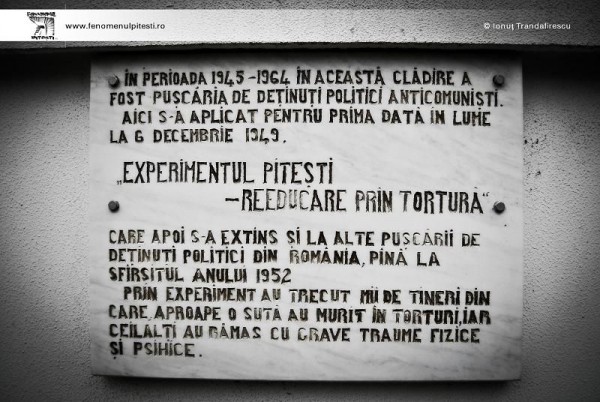 FENOMENUL
PITEȘTI
www.fenomenulpitesti.ro
© Ionuț Trandafirescu
ÎN PERIOADA 1945-1964 ÎN ACEASTĂ CLĂDIRE A
FOST PUȘCĂRIA DE DEȚINUȚI POLITICI ANTICOMUNIȘTI.
AICI S-A APLICAT PENTRU PRIMA DATĂ ÎN LUME
LA 6 DECEMBRIE 1949.
„EXPERIMENTUL PITEȘTI
-REEDUCARE PRIN TORTURĂ"
CARE APOI S-A EXTINS ȘI LA ALTE PUȘCĂRII DE
DEȚINUȚI POLITICI DIN ROMÂNIA, PÎNĂ LA
SFÎRȘITUL ANULUI 1952
PRIN EXPERIMENT AU TRECUT MII DE TINERI DIN
CARE, APROAPE O SUTĂ AU MURIT ÎN TORTURI, IAR
CEILALȚI AU RĂMAS CU GRAVE TRAUME FIZICE
ȘI PSIHICE.